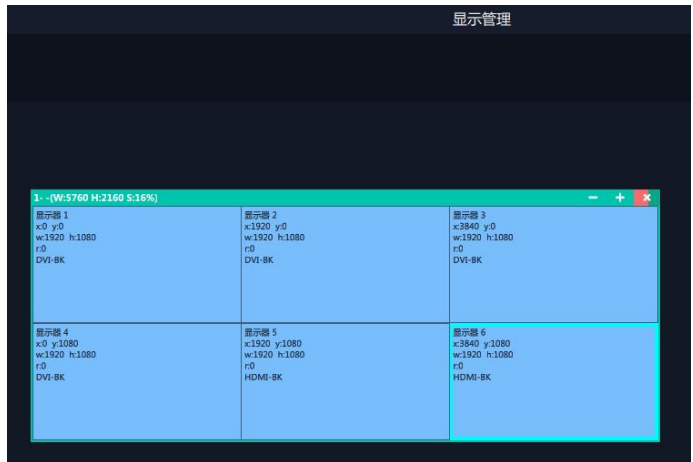 显示管理
1- -(W:5760 H:2160 S:16%)
显示器 1
x:0 y:0
w:1920 h:1080
r:0
DVI-BK
显示器 2
x:1920 y:0
w:1920 h:1080
r:0
DVI-BK
显示器 3
x:3840 y:0
w:1920 h:1080
r:0
DVI-BK
显示器 4
x:0 y:1080
w:1920 h:1080
r:0
DVI-BK
显示器 5
x:1920 y:1080
w:1920 h:1080
r:0
HDMI-BK
显示器 6
x:3840 y:1080
w:1920 h:1080
r:0
HDMI-BK